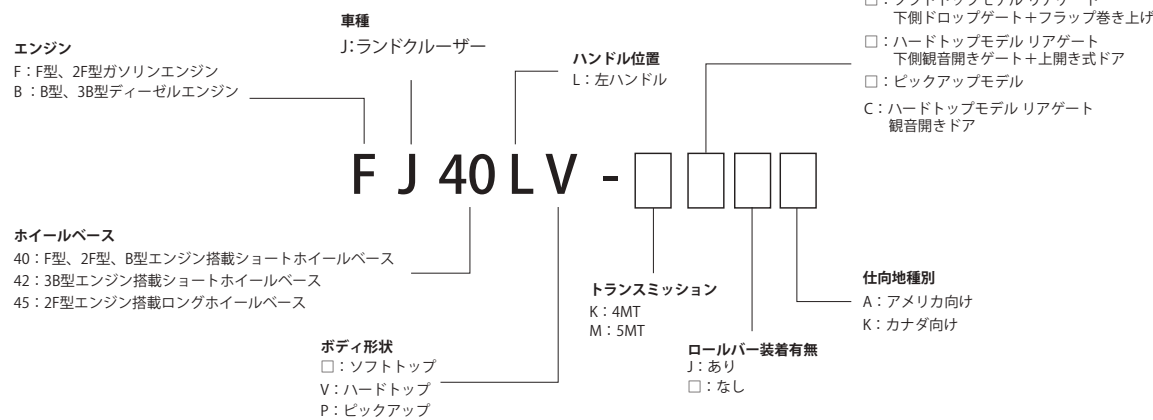 □：ソフトトップモデル リアゲート
下側ドロップゲート＋フラップ巻き上げ
□：ハードトップモデル リアゲート
下側観音開きゲート＋上開き式ドア
□：ピックアップモデル
C：ハードトップモデル リアゲート
観音開きドア
車種
J：ランドクルーザー
エンジン
F：F型、2F型ガソリンエンジン
B：B型、3B型ディーゼルエンジン
ハンドル位置
L：左ハンドル
F J 40 L V - □ □ □ □
ホイールベース
40：F型、2F型、B型エンジン搭載ショートホイールベース
42：3B型エンジン搭載ショートホイールベース
45：2F型エンジン搭載ロングホイールベース
ボディ形状
□：ソフトトップ
V：ハードトップ
P：ピックアップ
トランスミッション
K：4MT
M：5MT
ロールバー装着有無
J：あり
□：なし
仕向地種別
A：アメリカ向け
K：カナダ向け